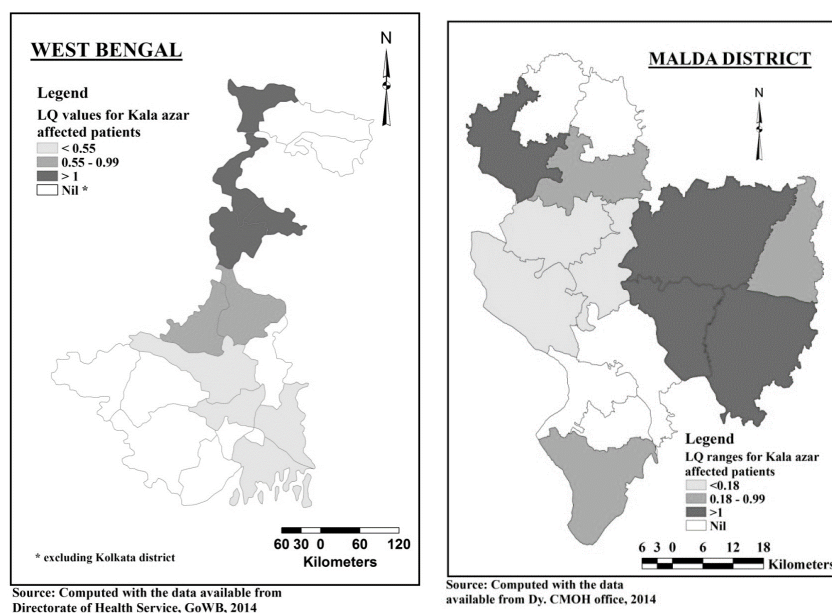 WEST BENGAL
N
Legend
LQ values for Kala azar
affected patients
< 0.55
0.55 - 0.99
> 1
Nil *
60 30 0 60 120
Kilometers
* excluding Kolkata district
Source: Computed with the data available from
Directorate of Health Service, GoWB, 2014
MALDA DISTRICT
N
Legend
LQ ranges for Kala azar
affected patients
<0.18
0.18 - 0.99
>1
Nil
6 3 0 6 12 18
Kilometers
Source: Computed with the data
available from Dy. CMOH office, 2014